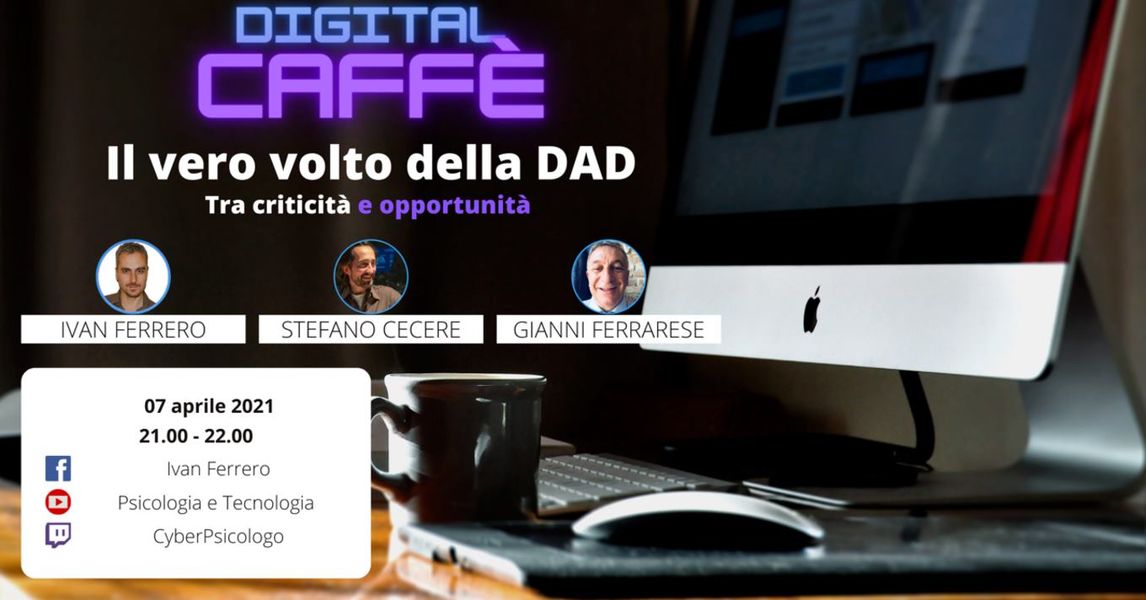 DIGITAL
CAFFÈ
Il vero volto della DAD
Tra criticità e opportunità
IVAN FERRERO
STEFANO CECERE
GIANNI FERRARESE
07 aprile 2021
21.00 - 22.00
Ivan Ferrero
Psicologia e Tecnologia
CyberPsicologo